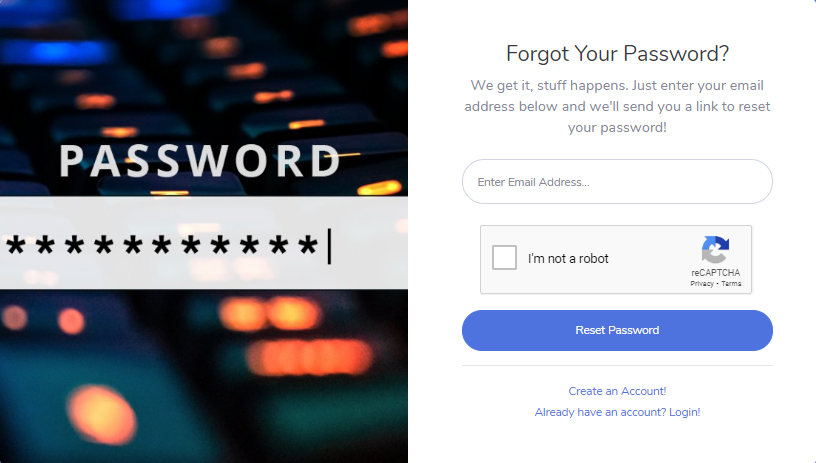 PASSWORD
***********|
Forgot Your Password?
We get it, stuff happens. Just enter your email
address below and we'll send you a link to reset
your password!
Enter Email Address...
I'm not a robot
reCAPTCHA
Privacy - Terms
Reset Password
Create an Account!
Already have an account? Login!